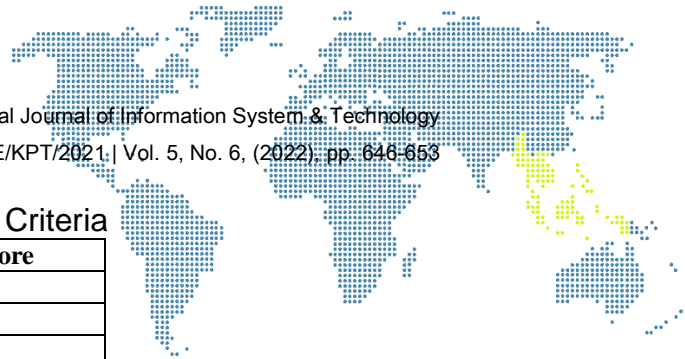 al Journal of Information System & Technology
E/KPT/2021 | Vol. 5, No. 6, (2022), pp. 646-653
Criteria
ore